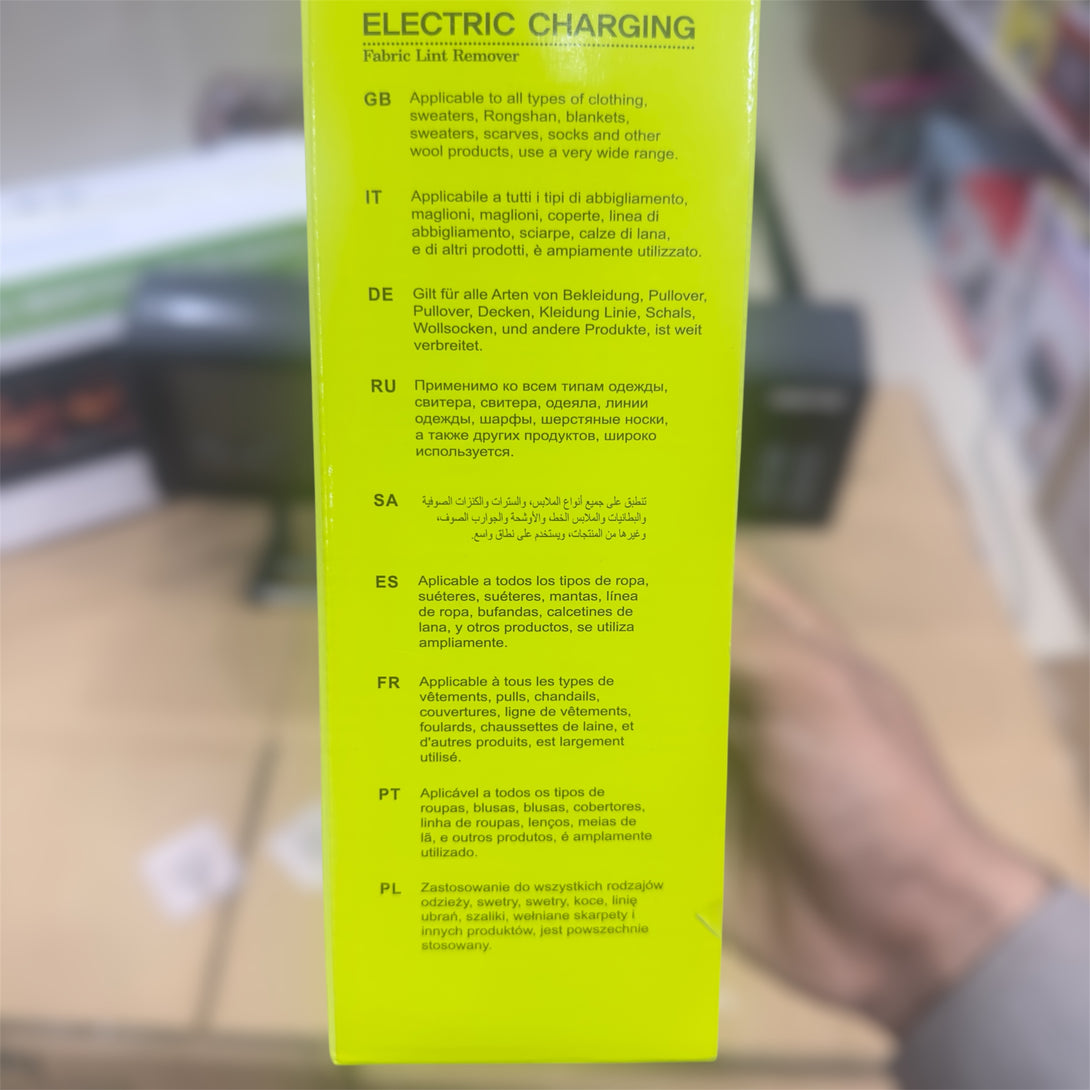 ELECTRIC CHARGING
Fabric Lint Remover
GB
Applicable to all types of clothing,
sweaters, Rongshan, blankets,
sweaters, scarves, socks and other
wool products, use a very wide range.
IT
Applicabile a tutti i tipi di abbigliamento,
maglioni, maglioni, coperte, linea di
abbigliamento, sciarpe, calze di lana,
e di altri prodotti, è ampiamente utilizzato.
DE
Gilt für alle Arten von Bekleidung, Pullover,
Pullover, Decken, Kleidung Linie, Schals,
Wollsocken, und andere Produkte, ist weit
verbreitet.
RU
Применимо ко всем типам одежды,
свитера, свитера, одеяла, линии
одежды, шарфы, шерстяные носки,
а также других продуктов, широко
используется.
SA
تنطبق على جميع أنواع الملابس، والسترات والكنزات الصوفية
والبطانيات والملابس الخط، والأوشحة والجوارب الصوف،
وغيرها من المنتجات، ويستخدم على نطاق واسع.
ES
Aplicable a todos los tipos de ropa,
suéteres, suéteres, mantas, línea
de ropa, bufandas, calcetines de
lana, y otros productos, se utiliza
ampliamente.
FR
Applicable à tous les types de
vêtements, pulls, chandails,
couvertures, ligne de vêtements,
foulards, chaussettes de laine, et
d'autres produits, est largement
utilisé.
PT
Aplicável a todos os tipos de
roupas, blusas, blusas, cobertores,
linha de roupas, lenços, meias de
lã, e outros produtos, é amplamente
utilizado.
PL
Zastosowanie do wszystkich rodzajów
odzieży, swetry, swetry, koce, linię
ubrań, szaliki, wełniane skarpety i
innych produktów, jest powszechnie
stosowany.